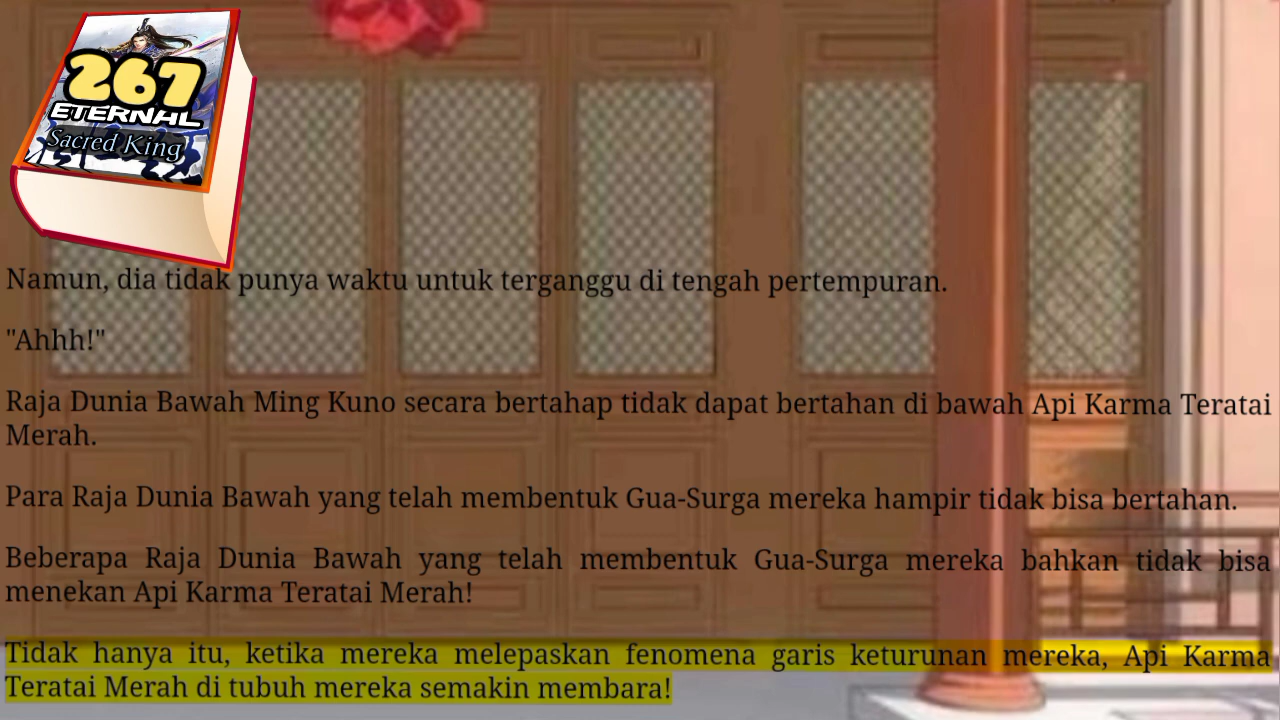 267
ETERNAL
Sacred King
Namun, dia tidak punya waktu untuk terganggu di tengah pertempuran.
"Ahhh!"
Raja Dunia Bawah Ming Kuno secara bertahap tidak dapat bertahan di bawah Api Karma Teratai
Merah.
Para Raja Dunia Bawah yang telah membentuk Gua-Surga mereka hampir tidak bisa bertahan.
Beberapa Raja Dunia Bawah yang telah membentuk Gua-Surga mereka bahkan tidak bisa
menekan Api Karma Teratai Merah!
Tidak hanya itu, ketika mereka melepaskan fenomena garis keturunan mereka, Api Karma
Teratai Merah di tubuh mereka semakin membara!